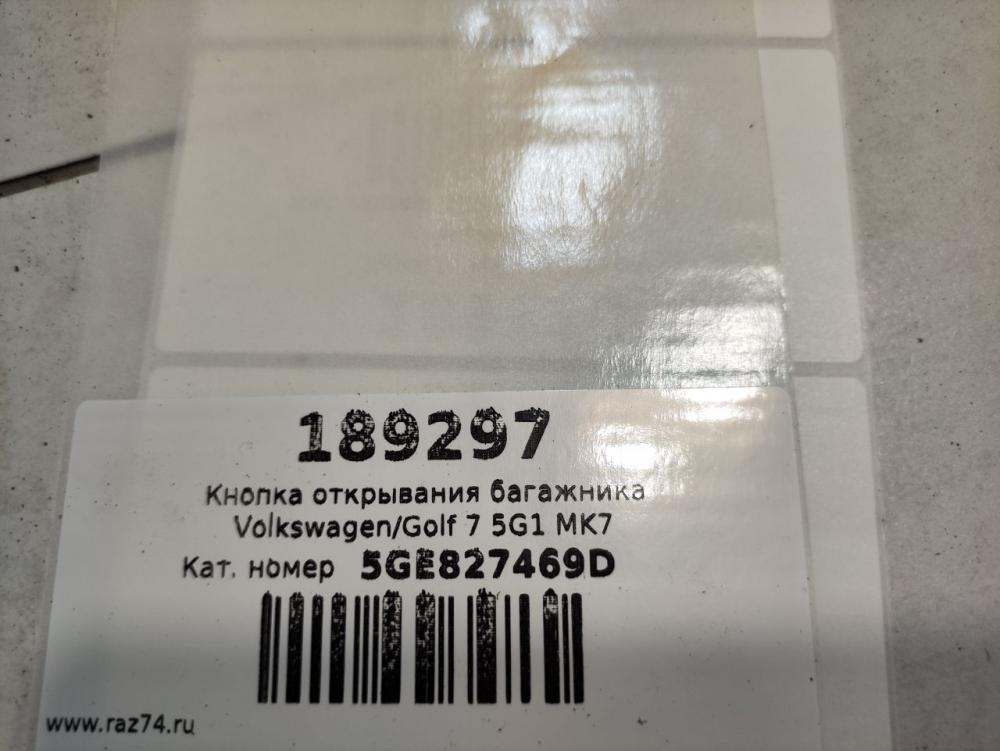 189297
Кнопка открывания багажника
Volkswagen/Golf 7 5G1 MK7
Кат. номер 5GE827469D
www.raz74.ru